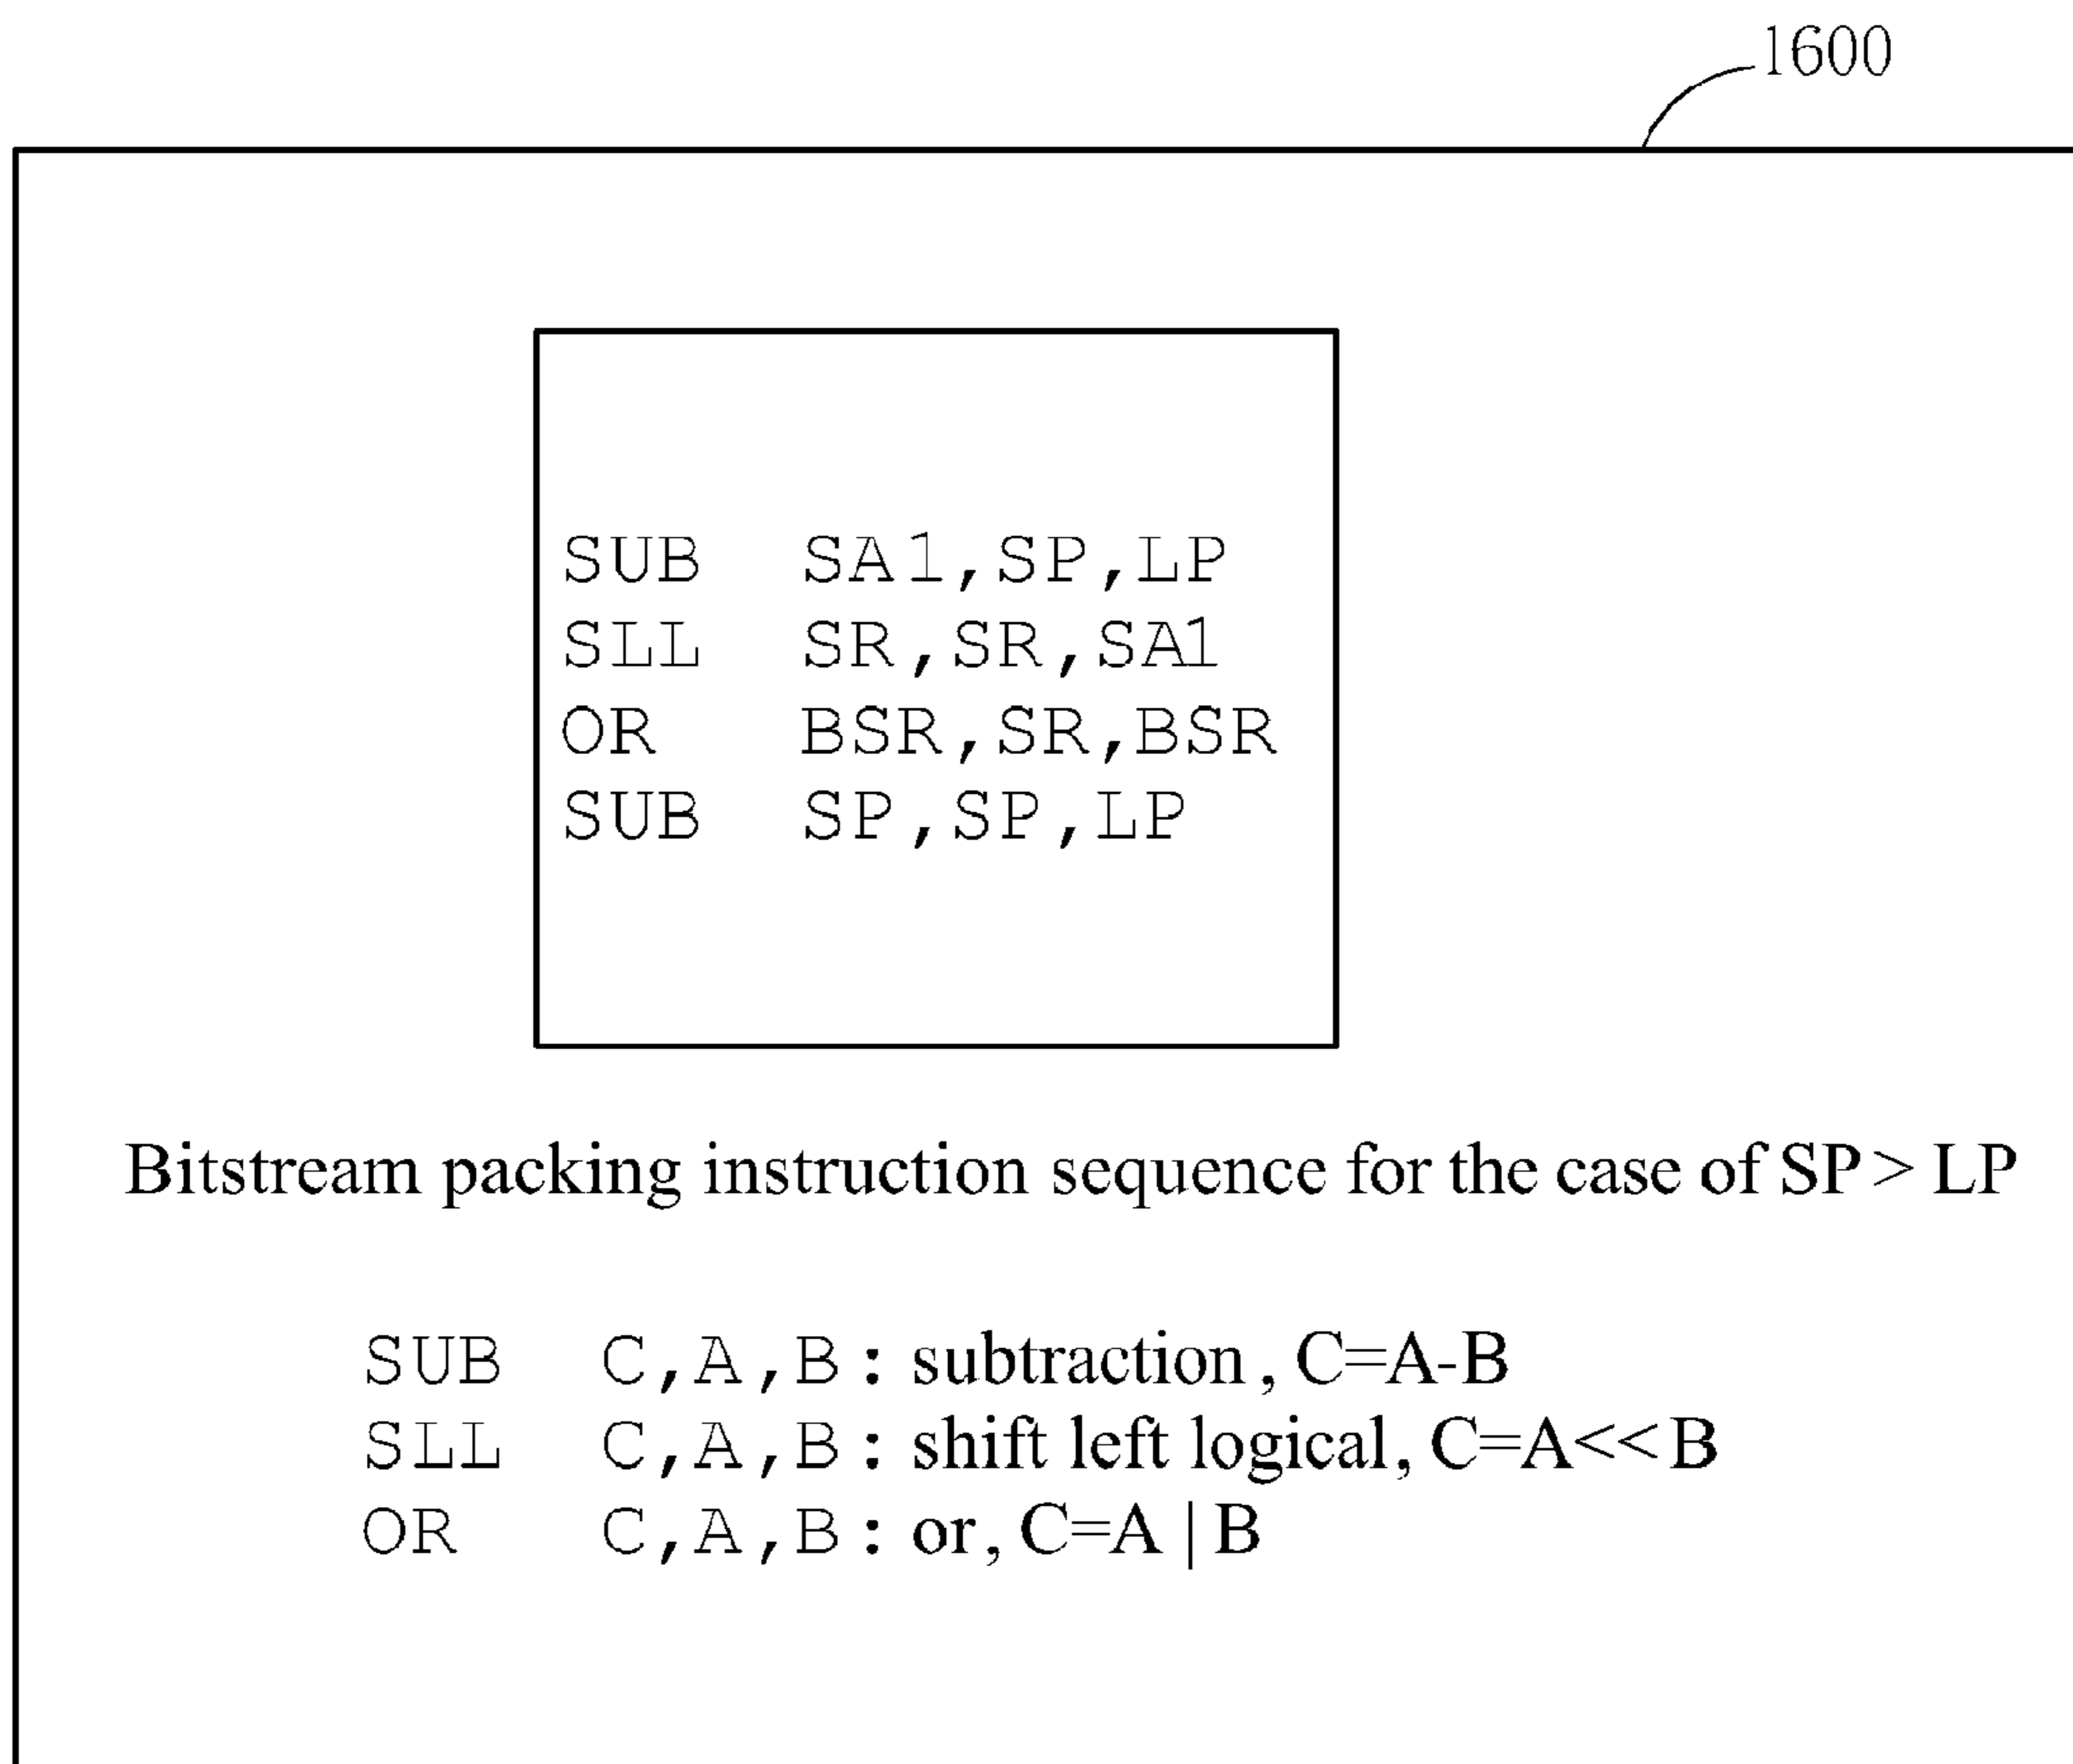 1600
SUB SA1,SP,LP
SLL SR,SR,SA1
OR BSR,SR,BSR
SUB SP,SP,LP
Bitstream packing instruction sequence for the case of SP > LP
SUB C,A,B: subtraction, C=A-B
SLL C,A,B: shift left logical, C=A<<B
OR C,A,B: or, C=A | B